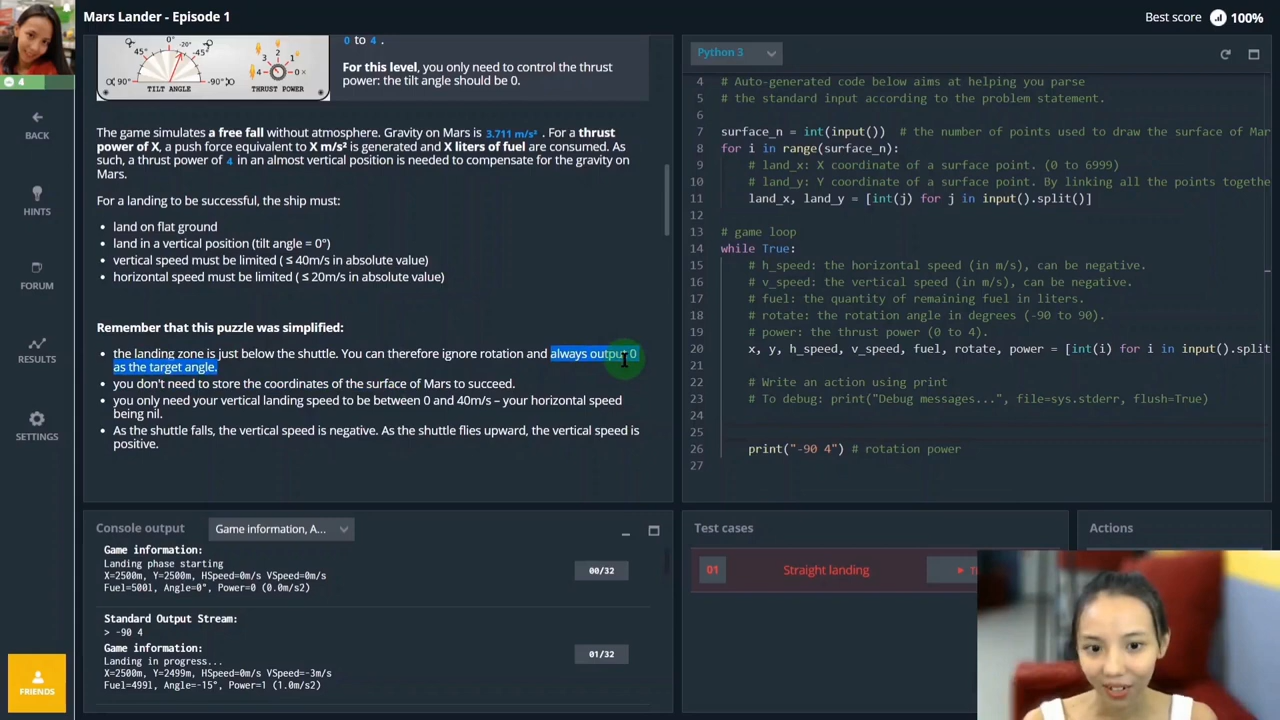 Mars Lander - Episode 1
Best score 100%
4
BACK
HINTS
FORUM
RESULTS
SETTINGS
FRIENDS
0°
-20°
45°
-45°
90°
-90°
TILT ANGLE
2
3
1
4
0
THRUST POWER
0 to 4 .
For this level, you only need to control the thrust
power: the tilt angle should be 0.
The game simulates a free fall without atmosphere. Gravity on Mars is 3.711 m/s² . For a thrust
power of X, a push force equivalent to X m/s² is generated and X liters of fuel are consumed. As
such, a thrust power of 4 in an almost vertical position is needed to compensate for the gravity on
Mars.
For a landing to be successful, the ship must:
• land on flat ground
• land in a vertical position (tilt angle = 0°)
• vertical speed must be limited ( ≤ 40m/s in absolute value)
• horizontal speed must be limited ( ≤ 20m/s in absolute value)
Remember that this puzzle was simplified:
• the landing zone is just below the shuttle. You can therefore ignore rotation and always output 0
as the target angle.
• you don't need to store the coordinates of the surface of Mars to succeed.
• you only need your vertical landing speed to be between 0 and 40m/s – your horizontal speed
being nil.
• As the shuttle falls, the vertical speed is negative. As the shuttle flies upward, the vertical speed is
positive.
Console output
Game information, A...
Game information:
Landing phase starting
X=2500m, Y=2500m, HSpeed=0m/s VSpeed=0m/s
Fuel=500l, Angle=0°, Power=0 (0.0m/s2)
00/32
Standard Output Stream:
> -90 4
Game information:
Landing in progress...
X=2500m, Y=2499m, HSpeed=0m/s VSpeed=-3m/s
Fuel=499l, Angle=-15°, Power=1 (1.0m/s2)
01/32
Python 3
4 # Auto-generated code below aims at helping you parse
5 # the standard input according to the problem statement.
6
7 surface_n = int(input()) # the number of points used to draw the surface of Mar
8 for i in range(surface_n):
9 # land_x: X coordinate of a surface point. (0 to 6999)
10 # land_y: Y coordinate of a surface point. By linking all the points togethe
11 land_x, land_y = [int(j) for j in input().split()]
12
13 # game loop
14 while True:
15 # h_speed: the horizontal speed (in m/s), can be negative.
16 # v_speed: the vertical speed (in m/s), can be negative.
17 # fuel: the quantity of remaining fuel in liters.
18 # rotate: the rotation angle in degrees (-90 to 90).
19 # power: the thrust power (0 to 4).
20 x, y, h_speed, v_speed, fuel, rotate, power = [int(i) for i in input().split
21
22 # Write an action using print
23 # To debug: print("Debug messages...", file=sys.stderr, flush=True)
24
25
26 print("-90 4") # rotation power
27
Test cases
01 Straight landing
Actions